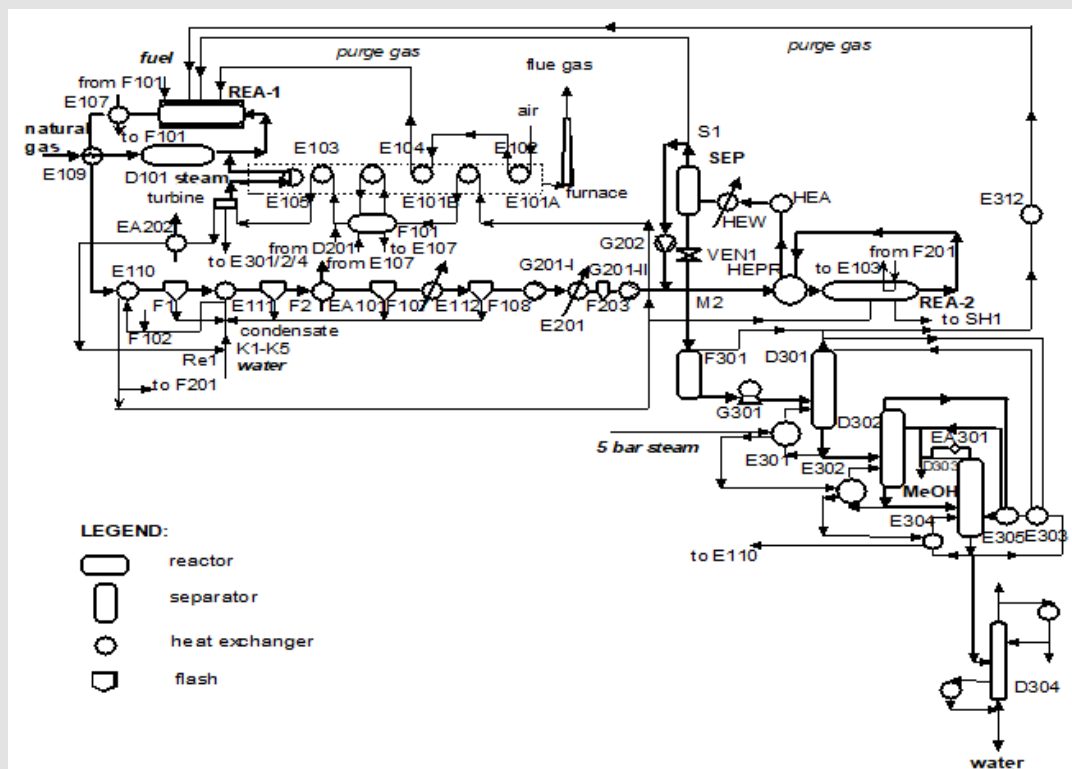 fuel
purge gas
purge gas
flue gas
from F101
E107
REA-1
air
to F101
natural
gas
E109
D101
steam
turbine
E103
E104
E102
E105
E101B
E101A
furnace
S1
SEP
HEA
HEW
E312
EA202
F101
from D201
to E107
from E107
to E301/2/4
G202
VEN1
HEPR
from F201
to E103
E110
G201-I
G201-II
F1
E111
F2
EA101
F107
E112
F108
E201
F203
M2
REA-2
to SH1
F102
condensate
K1-K5
Re1
water
to F201
F301
D301
G301
D302
EA301
D303
5 bar steam
E301
E302
MeOH
E304
E305
E303
to E110
LEGEND:
reactor
separator
heat exchanger
flash
D304
water